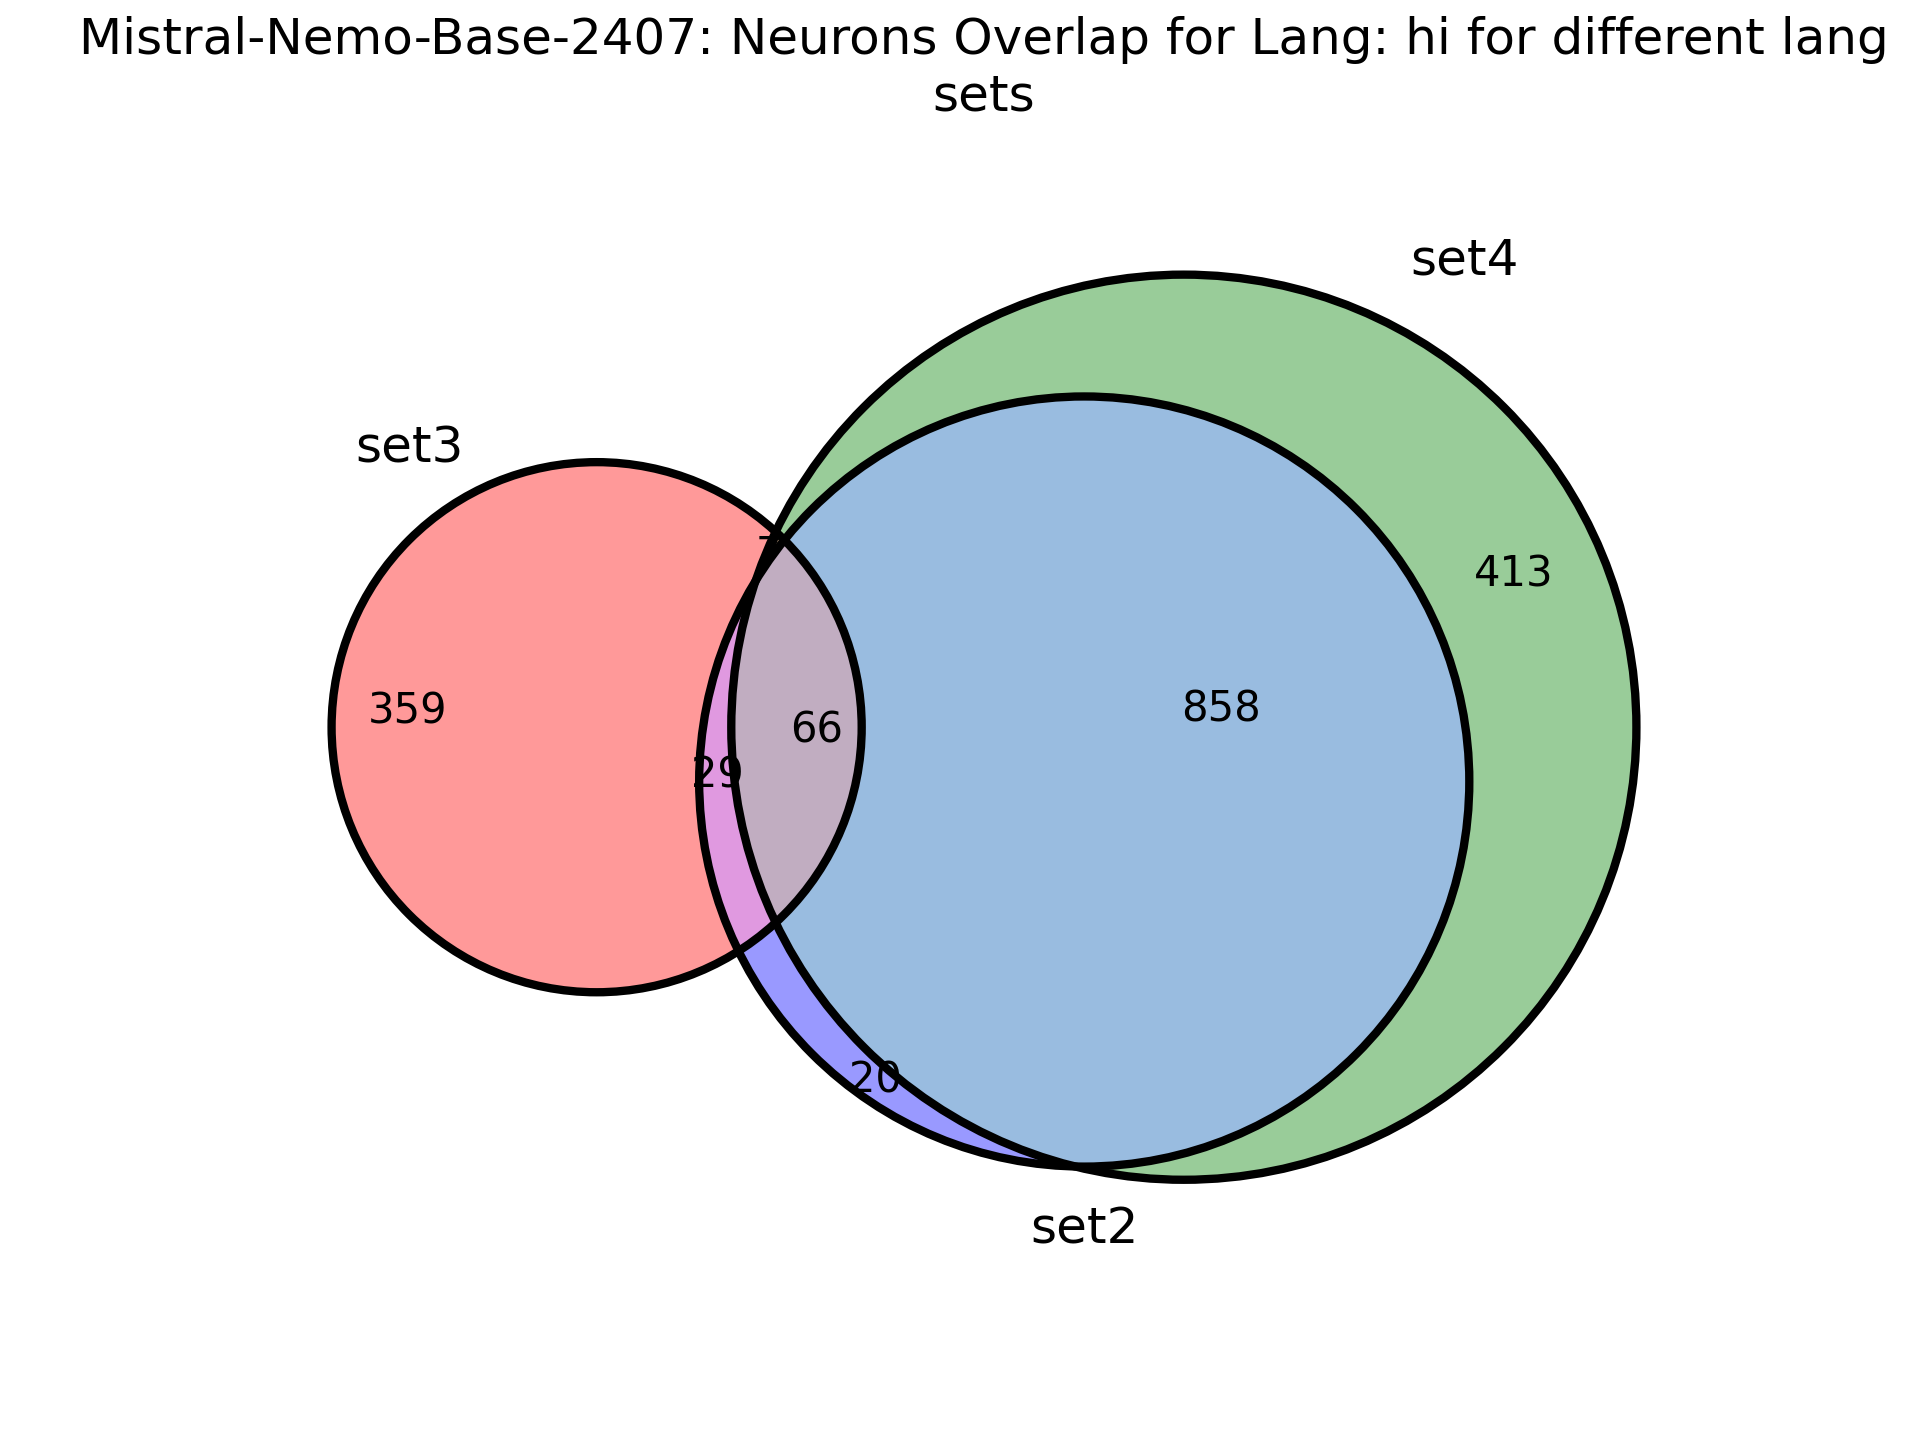 Mistral-Nemo-Base-2407: Neurons Overlap for Lang: hi for different lang
sets
set4
set3
413
359
858
66
29
20
set2